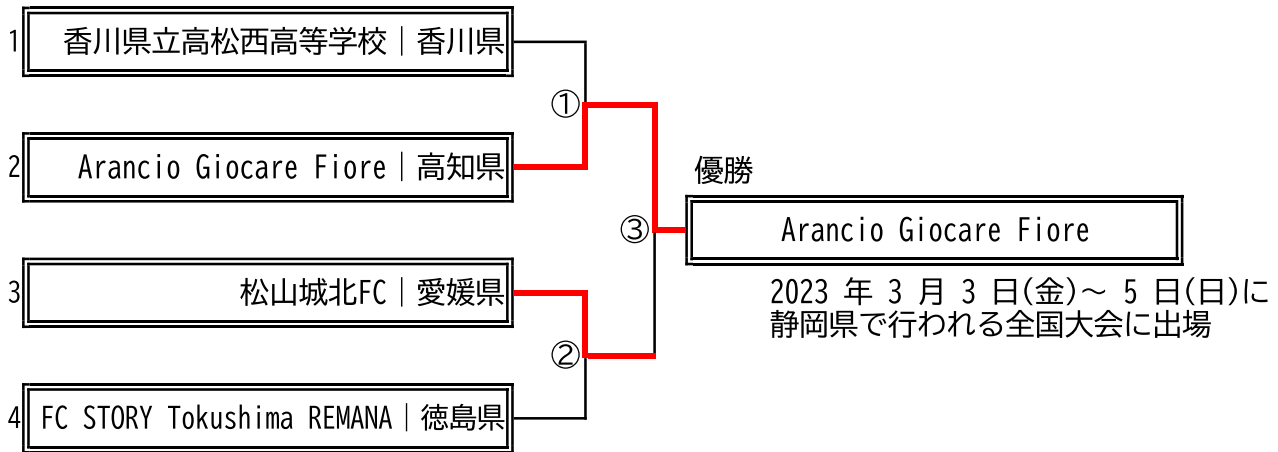 1 香川県立高松西高等学校｜香川県
①
2 Arancio Giocare Fiore｜高知県
優勝
③
Arancio Giocare Fiore
3 松山城北FC｜愛媛県
2023 年 3 月 3 日(金)～ 5 日(日)に
静岡県で行われる全国大会に出場
②
4 FC STORY Tokushima REMANA｜徳島県